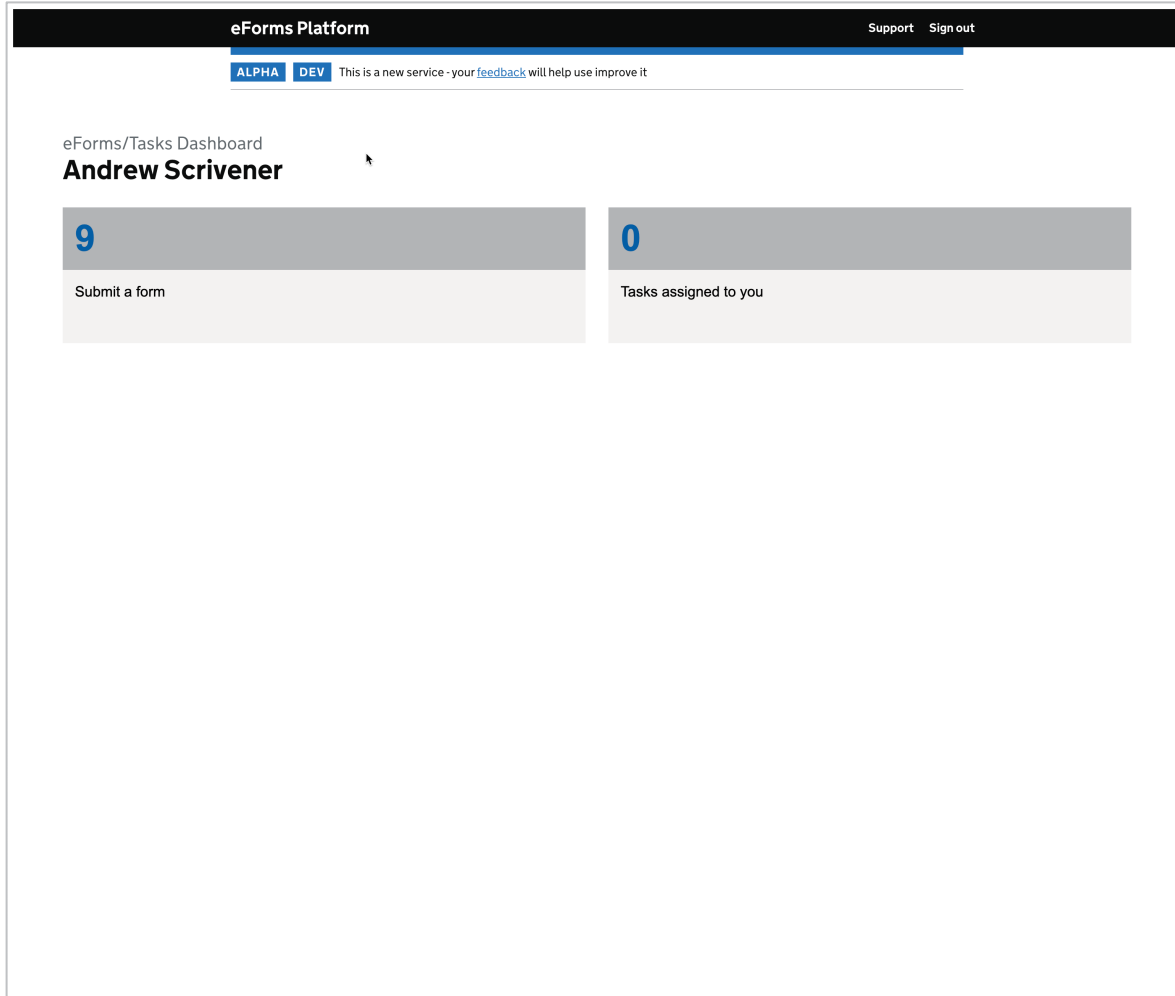 eForms Platform Support Sign out
ALPHA DEV This is a new service - your feedback will help use improve it
eForms/Tasks Dashboard
Andrew Scrivener
9
Submit a form
0
Tasks assigned to you